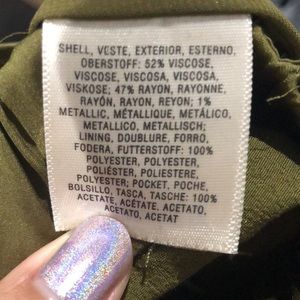 SHELL, VESTE, EXTERIOR, ESTERNO,
OBERSTOFF: 52% VISCOSE,
VISCOSE, VISCOSA, VISCOSA,
VISKOSE; 47% RAYON, RAYONNE,
RAYÓN, RAYON, REYON; 1%
METALLIC, MÉTALLIQUE, METÁLICO,
METALLICO, METALLISCH;
LINING, DOUBLURE, FORRO,
FODERA, FUTTERSTOFF: 100%
POLYESTER, POLYESTER,
POLIÉSTER, POLIESTERE,
POLYESTER; POCKET, POCHE,
BOLSILLO, TASCA, TASCHE: 100%
ACETATE, ACÉTATE, ACETATO,
ACETATO, ACETAT